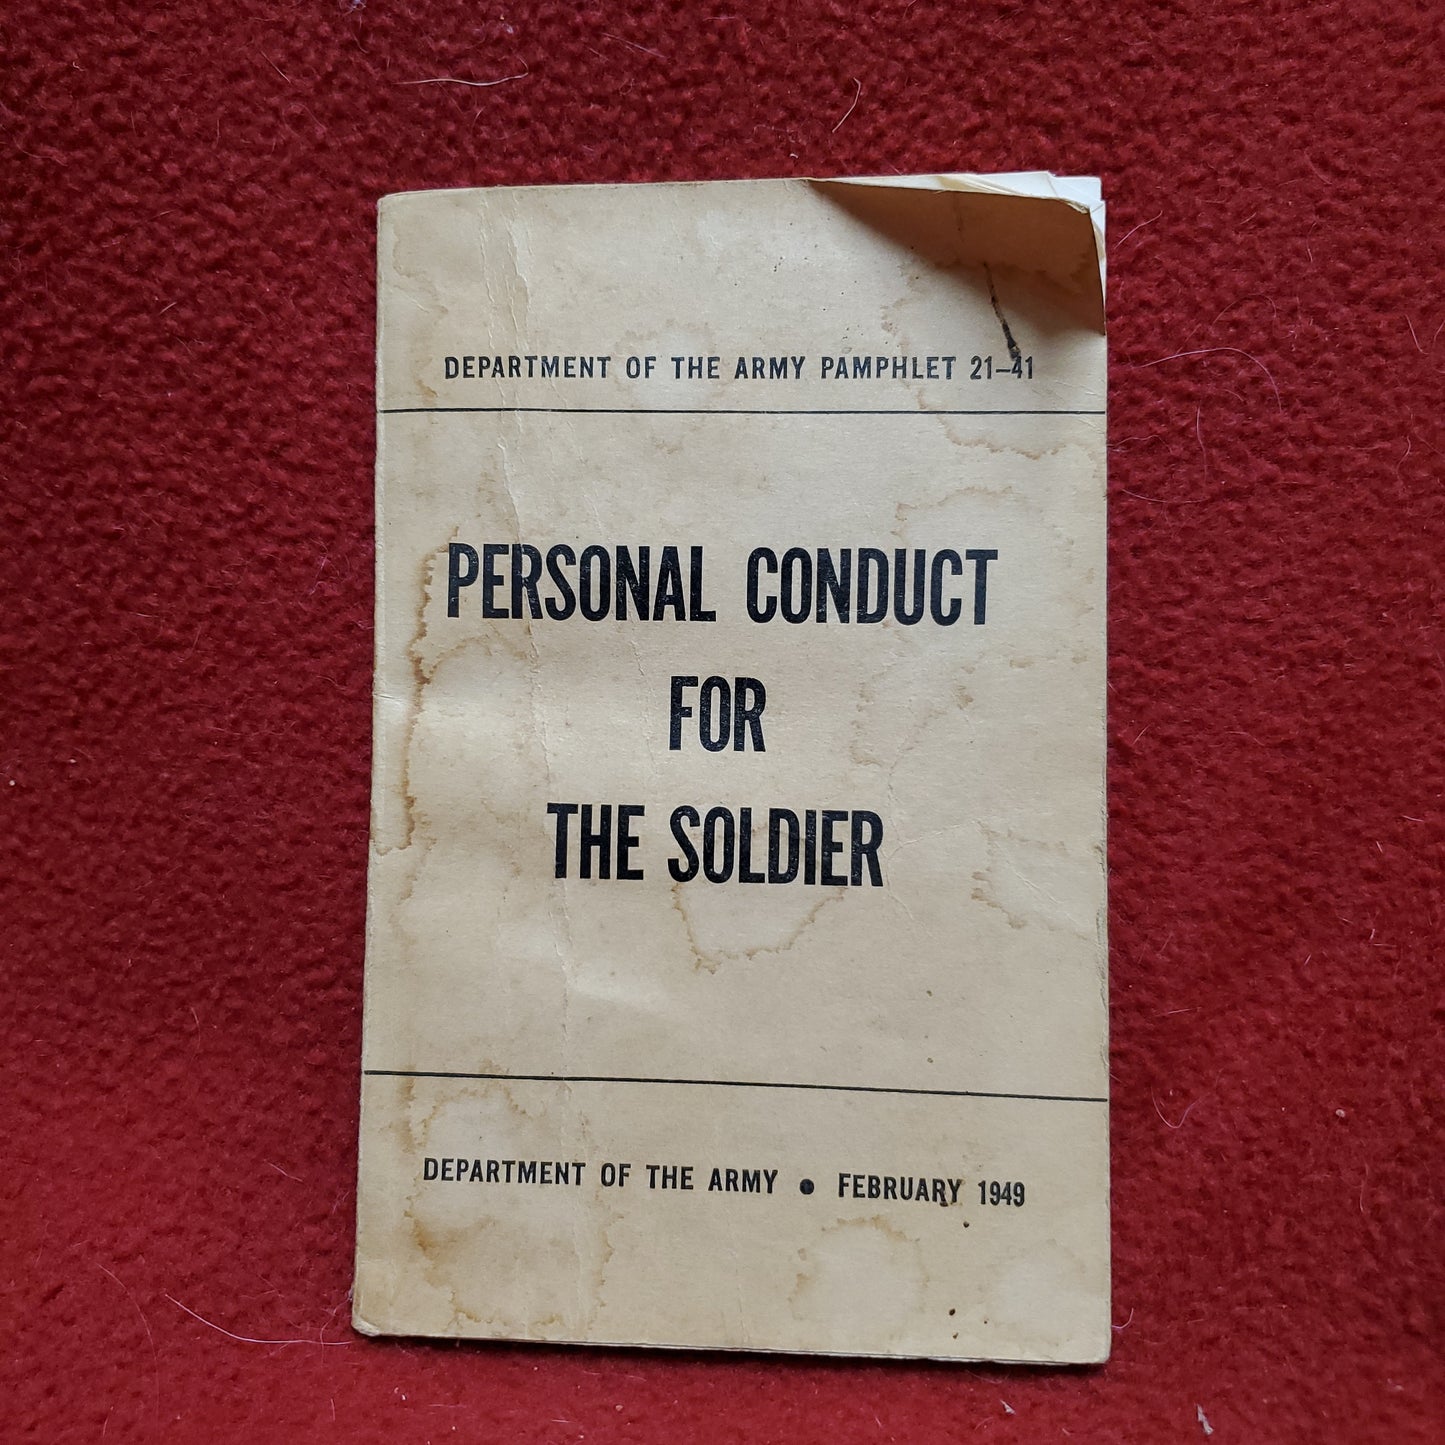 DEPARTMENT OF THE ARMY PAMPHLET 21-41
PERSONAL CONDUCT
FOR
THE SOLDIER
DEPARTMENT OF THE ARMY • FEBRUARY 1949